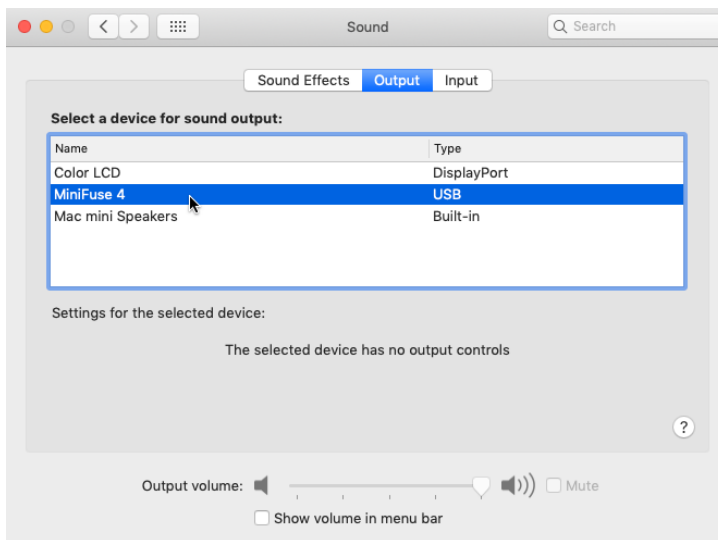 Sound
Search
Sound Effects Output Input
Select a device for sound output:
Name Type
Color LCD DisplayPort
MiniFuse 4 USB
Mac mini Speakers Built-in
Settings for the selected device:
The selected device has no output controls
?
Output volume: Mute
Show volume in menu bar